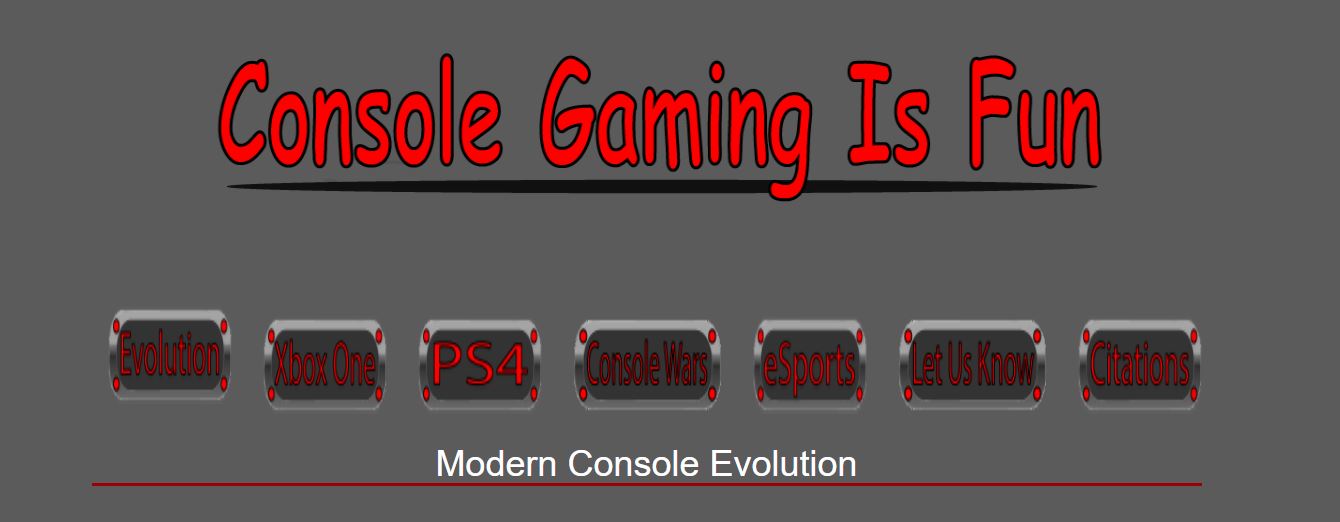 Console Gaming Is Fun
Evolution Xbox One PS4 Console Wars eSports Let Us Know Citations
Modern Console Evolution